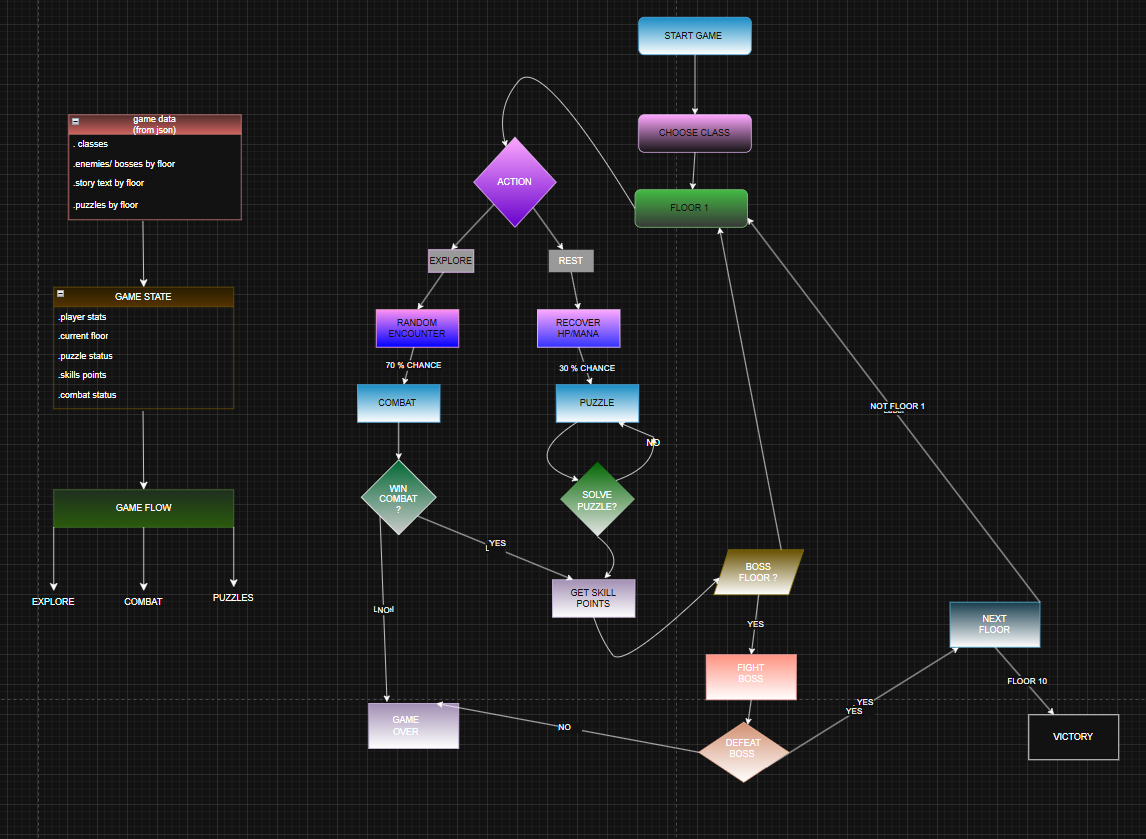 START GAME
game data
(from json)
. classes
.enemies/ bosses by floor
.story text by floor
.puzzles by floor
CHOOSE CLASS
ACTION
FLOOR 1
EXPLORE
REST
GAME STATE
.player stats
.current floor
.puzzle status
.skills points
.combat status
RANDOM
ENCOUNTER
RECOVER
HP/MANA
70 % CHANCE
30 % CHANCE
COMBAT
PUZZLE
NOT FLOOR 1
NO
WIN
COMBAT
?
SOLVE
PUZZLE?
GAME FLOW
YES
BOSS
FLOOR ?
EXPLORE
COMBAT
PUZZLES
GET SKILL
POINTS
NO
YES
NEXT
FLOOR
FIGHT
BOSS
FLOOR 10
YES
YES
GAME
OVER
NO
DEFEAT
BOSS
VICTORY